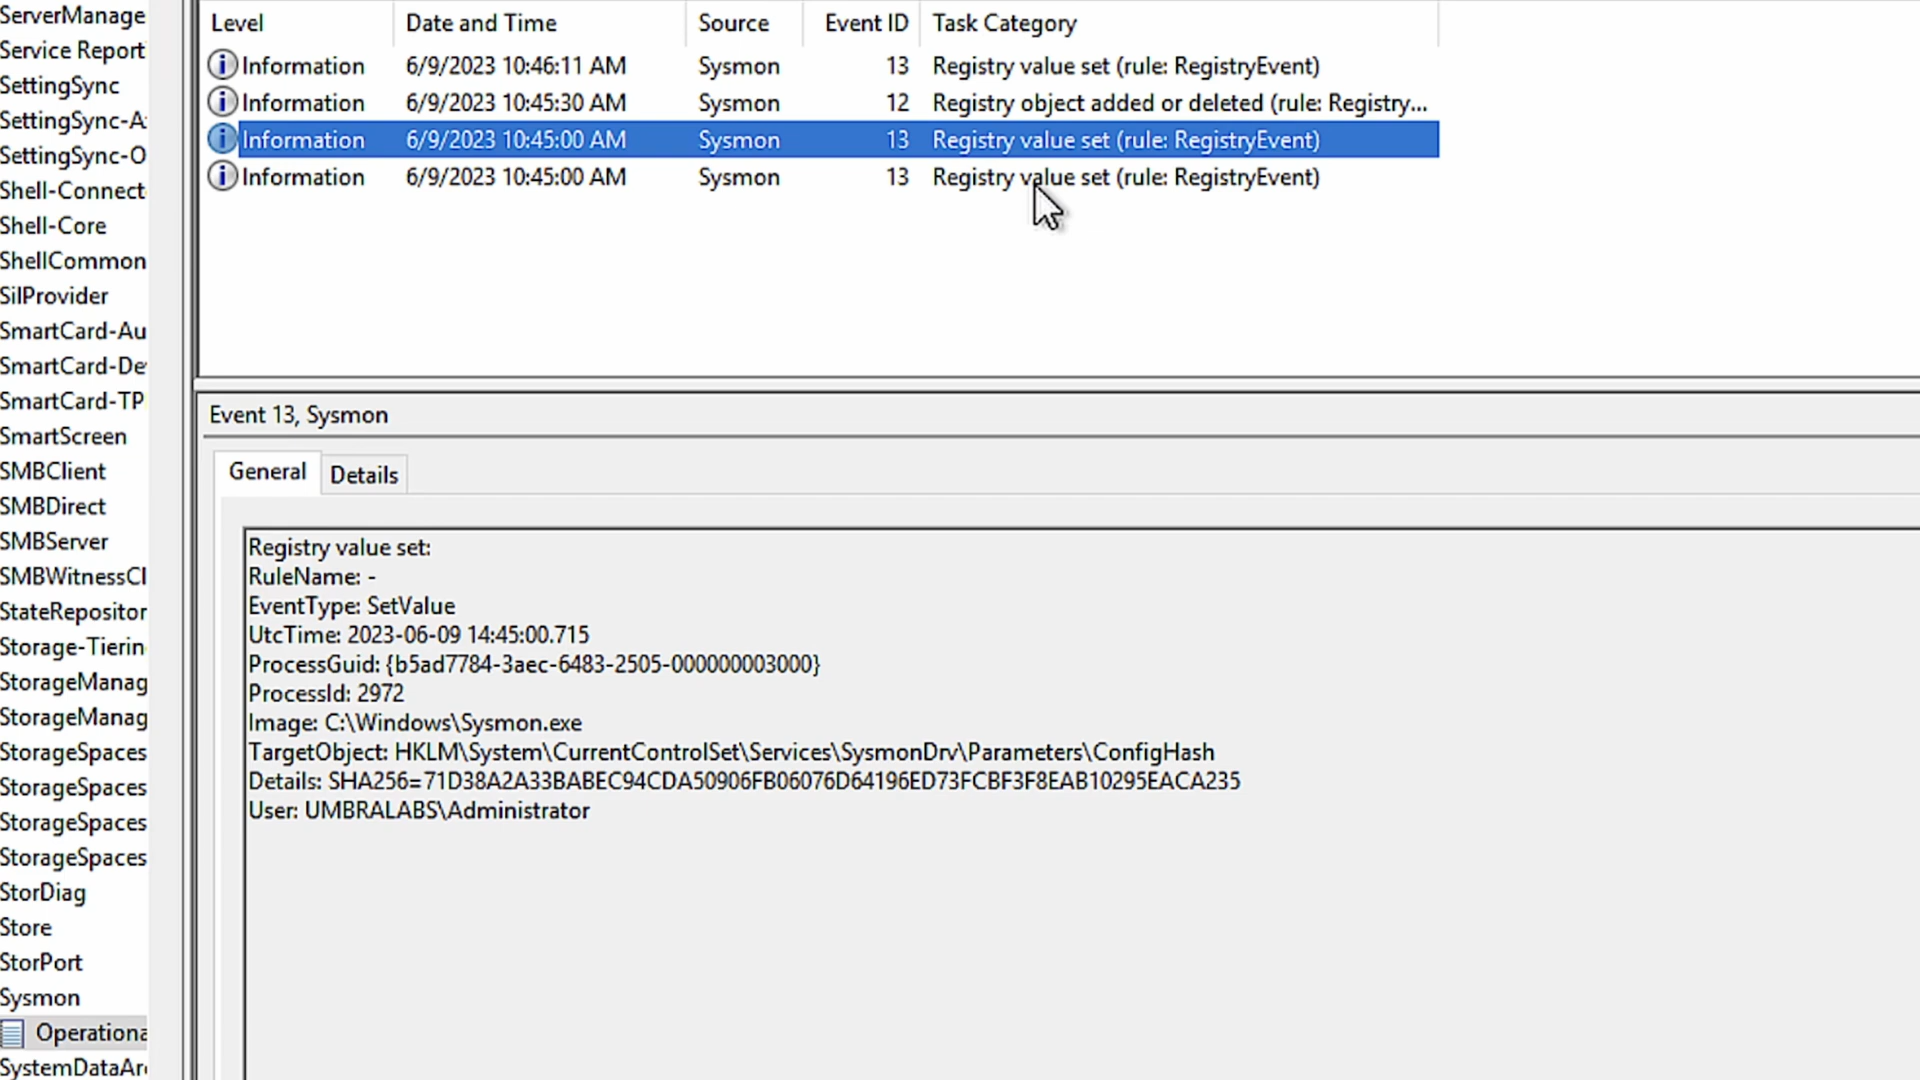 ServerManage
Service Report
SettingSync
SettingSync-A
SettingSync-O
Shell-Connect
Shell-Core
ShellCommon
SilProvider
SmartCard-Au
SmartCard-De
SmartCard-TP
SmartScreen
SMBClient
SMBDirect
SMBServer
SMBWitnessCl
StateRepositor
Storage-Tierin
StorageManag
StorageManag
StorageSpaces
StorageSpaces
StorageSpaces
StorageSpaces
StorDiag
Store
StorPort
Sysmon
Operationa
SystemDataAr
Level Date and Time Source Event ID Task Category
Information 6/9/2023 10:46:11 AM Sysmon 13 Registry value set (rule: RegistryEvent)
Information 6/9/2023 10:45:30 AM Sysmon 12 Registry object added or deleted (rule: Registry...
Information 6/9/2023 10:45:00 AM Sysmon 13 Registry value set (rule: RegistryEvent)
Information 6/9/2023 10:45:00 AM Sysmon 13 Registry value set (rule: RegistryEvent)
Event 13, Sysmon
General Details
Registry value set:
RuleName: -
EventType: SetValue
UtcTime: 2023-06-09 14:45:00.715
ProcessGuid: {b5ad7784-3aec-6483-2505-000000003000}
ProcessId: 2972
Image: C:\Windows\Sysmon.exe
TargetObject: HKLM\System\CurrentControlSet\Services\SysmonDrv\Parameters\ConfigHash
Details: SHA256=71D38A2A33BABEC94CDA50906FB06076D64196ED73FCBF3F8EAB10295EACA235
User: UMBRALABS\Administrator